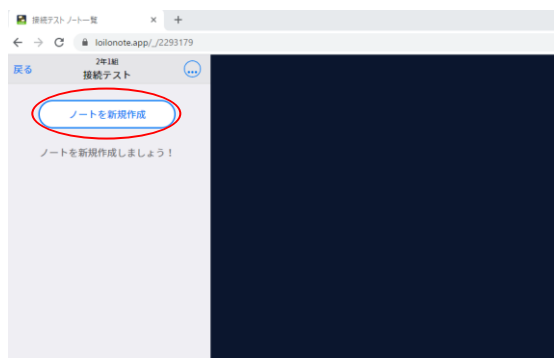 接続テスト ノート一覧
loilonote.app/_/2293179
戻る
2年1組
接続テスト
ノートを新規作成
ノートを新規作成しましょう！